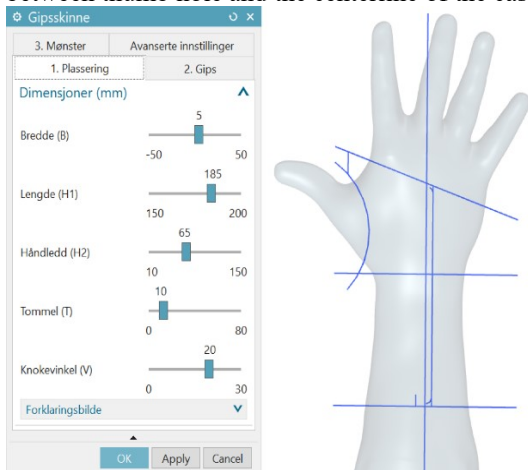 Gipsskinne
3. Mønster
Avanserte innstillinger
1. Plassering
2. Gips
Dimensjoner (mm)
Bredde (B)
5
-50
50
Lengde (H1)
185
150
200
Håndledd (H2)
65
10
150
Tommel (T)
10
0
80
Knokevinkel (V)
20
0
30
Forklaringsbilde
OK
Apply
Cancel